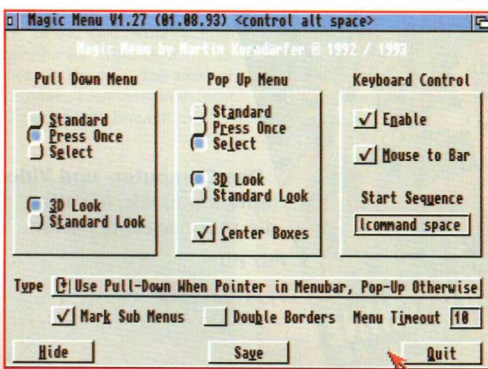 Magic Menu V1.27 (01.08.93) <control alt space>
Magic Menu by Martin Korndörfer © 1992 / 1993
Pull Down Menu
Standard
Press Once
Select
3D Look
Standard Look
Pop Up Menu
Standard
Press Once
Select
3D Look
Standard Look
Center Boxes
Keyboard Control
Enable
Mouse to Bar
Start Sequence
lcommand space
Type Use Pull-Down When Pointer in Menubar, Pop-Up Otherwise
Mark Sub Menus Double Borders Menu Timeout 10
Hide Save Quit